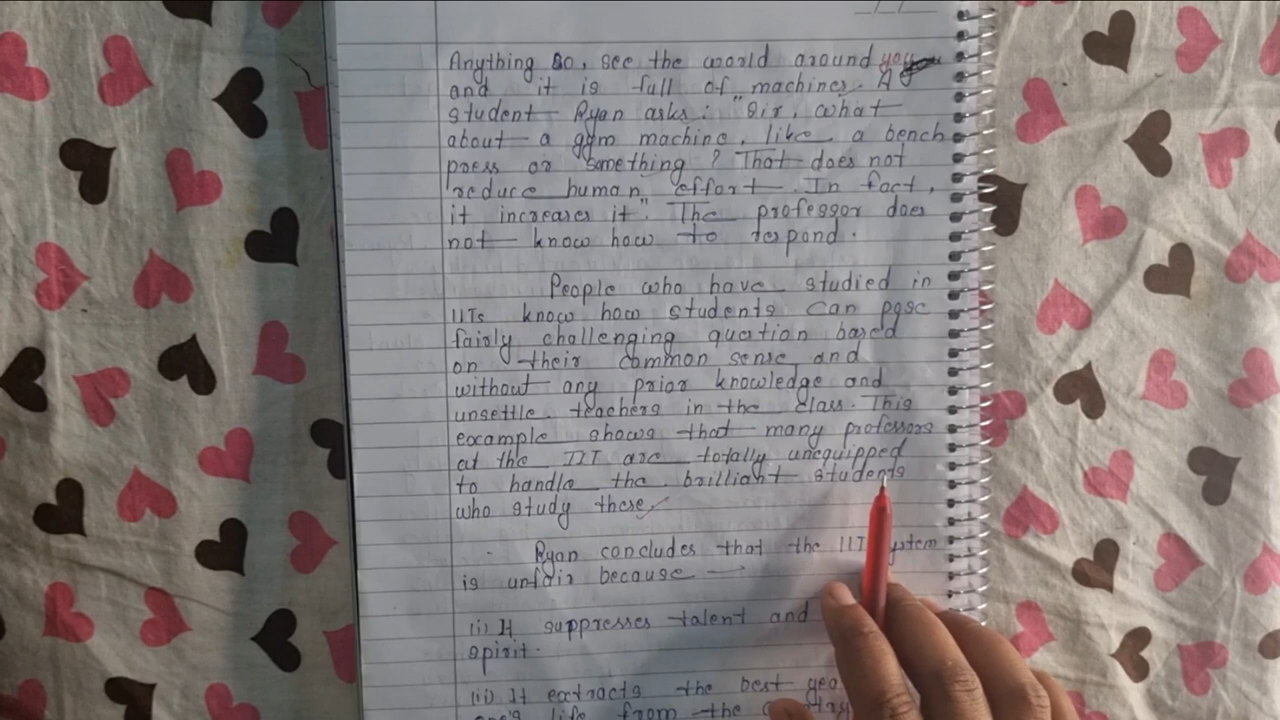 Anything so, see the world around you
and it is full of machines. A
student Ryan asks : "Sir, what
about a gym machine, like a bench
press or something ? That does not
reduce human effort. In fact,
it increases it". The professor does
not know how to respond.
People who have studied in
IITs know how students can pose
fairly challenging question based
on their common sense and
without any prior knowledge and
unsettle teachers in the class. This
example shows that many professors
at the IIT are totally unequipped
to handle the brilliant students
who study there
Ryan concludes that the IIT
is unfair because →
(i) It suppresses talent and
spirit.
(ii) It extracts the best
one's life from the